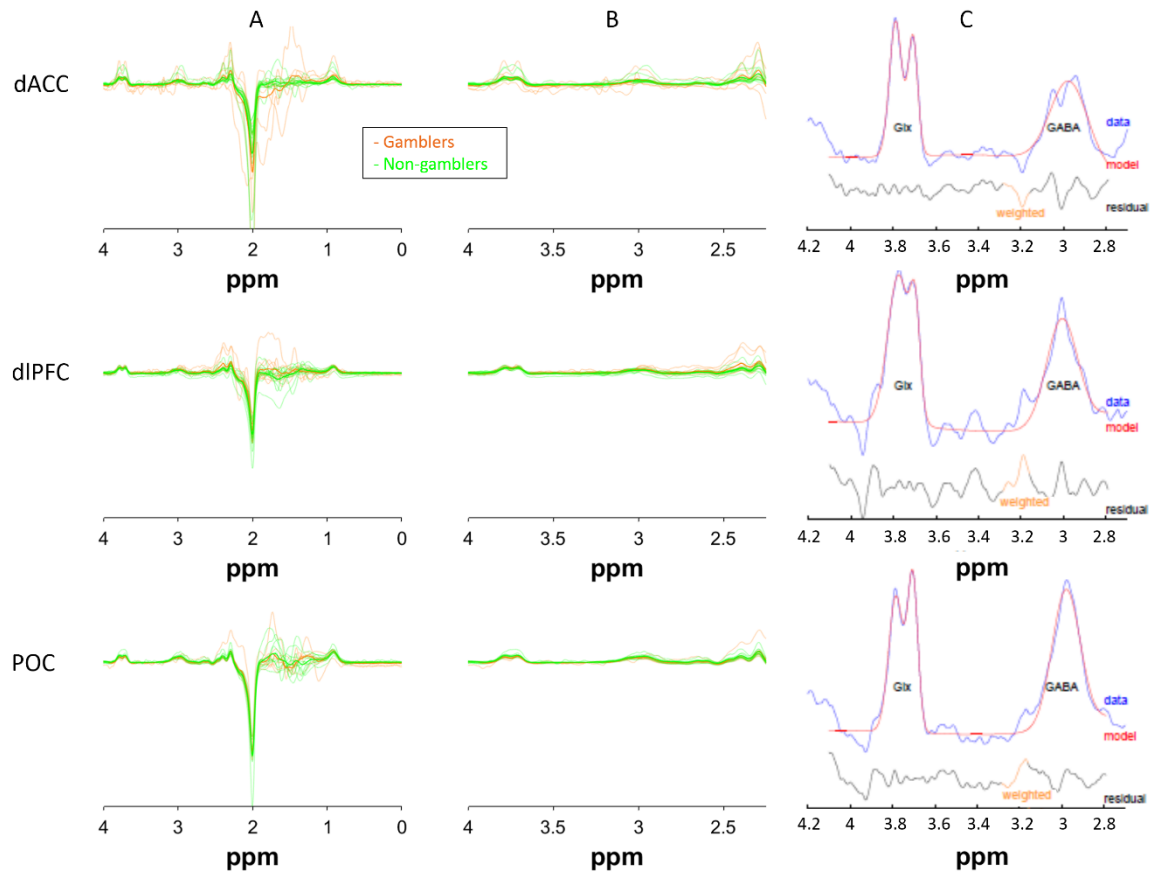 A B C
dACC
- Gamblers
- Non-gamblers
Glx GABA
data
model
residual
weighted
4 3 2 1 0
4 3.5 3 2.5
4.2 4 3.8 3.6 3.4 3.2 3 2.8
ppm ppm ppm
dlPFC
Glx GABA
data
model
residual
weighted
4 3 2 1 0
4 3.5 3 2.5
4.2 4 3.8 3.6 3.4 3.2 3 2.8
ppm ppm ppm
POC
Glx GABA
data
model
residual
weighted
4 3 2 1 0
4 3.5 3 2.5
4.2 4 3.8 3.6 3.4 3.2 3 2.8
ppm ppm ppm